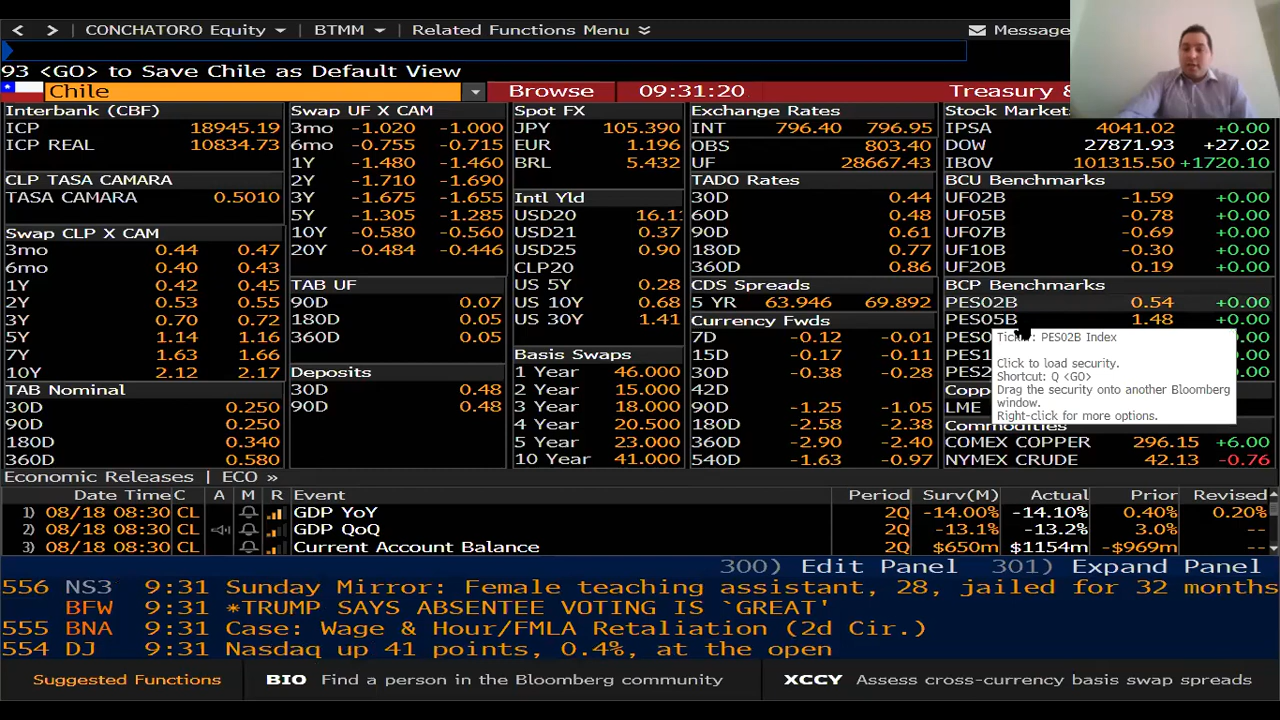 < > CONCHATORO Equity BTMM Related Functions Menu Message
93 <GO> to Save Chile as Default View
Chile Browse 09:31:20 Treasury &
Interbank (CBF)
ICP 18945.19
ICP REAL 10834.73
CLP TASA CAMARA
TASA CAMARA 0.5010
Swap CLP X CAM
3mo 0.44 0.47
6mo 0.40 0.43
1Y 0.42 0.45
2Y 0.53 0.55
3Y 0.70 0.72
5Y 1.14 1.16
7Y 1.63 1.66
10Y 2.12 2.17
TAB Nominal
30D 0.250
90D 0.250
180D 0.340
360D 0.580
Swap UF X CAM
3mo -1.020 -1.000
6mo -0.755 -0.715
1Y -1.480 -1.460
2Y -1.710 -1.690
3Y -1.675 -1.655
5Y -1.305 -1.285
10Y -0.580 -0.560
20Y -0.484 -0.446
TAB UF
90D 0.07
180D 0.05
360D 0.05
Deposits
30D 0.48
90D 0.48
Spot FX
JPY 105.390
EUR 1.196
BRL 5.432
Intl Yld
USD20 16.1
USD21 0.37
USD25 0.90
CLP20
US 5Y 0.28
US 10Y 0.68
US 30Y 1.41
Basis Swaps
1 Year 46.000
2 Year 15.000
3 Year 18.000
4 Year 20.500
5 Year 23.000
10 Year 41.000
Exchange Rates
INT 796.40 796.95
OBS 803.40
UF 28667.43
TADO Rates
30D 0.44
60D 0.48
90D 0.61
180D 0.77
360D 0.86
CDS Spreads
5 YR 63.946 69.892
Currency Fwds
7D -0.12 -0.01
15D -0.17 -0.11
30D -0.38 -0.28
42D
90D -1.25 -1.05
180D -2.58 -2.38
360D -2.90 -2.40
540D -1.63 -0.97
Stock Market
IPSA 4041.02 +0.00
DOW 27871.93 +27.02
IBOV 101315.50 +1720.10
BCU Benchmarks
UF02B -1.59 +0.00
UF05B -0.78 +0.00
UF07B -0.69 +0.00
UF10B -0.30 +0.00
UF20B 0.19 +0.00
BCP Benchmarks
PES02B 0.54 +0.00
PES05B 1.48 +0.00
PES0
PES1
PES2
Ticker: PES02B Index
Click to load security.
Shortcut: Q <GO>
Drag the security onto another Bloomberg
window.
Right-click for more options.
Copp
LME
Commodities
COMEX COPPER 296.15 +6.00
NYMEX CRUDE 42.13 -0.76
Economic Releases | ECO »
Date Time C A M R Event Period Surv(M) Actual Prior Revised
1) 08/18 08:30 CL GDP YoY 2Q -14.00% -14.10% 0.40% 0.20%
2) 08/18 08:30 CL GDP QoQ 2Q -13.1% -13.2% 3.0% --
3) 08/18 08:30 CL Current Account Balance 2Q $650m $1154m -$969m --
300) Edit Panel 301) Expand Panel
556 NS3 9:31 Sunday Mirror: Female teaching assistant, 28, jailed for 32 months
BFW 9:31 *TRUMP SAYS ABSENTEE VOTING IS `GREAT'
555 BNA 9:31 Case: Wage & Hour/FMLA Retaliation (2d Cir.)
554 DJ 9:31 Nasdaq up 41 points, 0.4%, at the open
Suggested Functions BIO Find a person in the Bloomberg community XCCY Assess cross-currency basis swap spreads